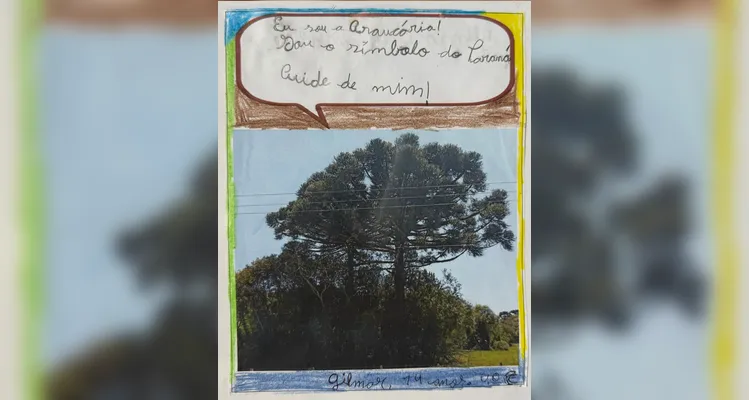 Eu sou a Araucária!
Sou o símbolo do Paraná
Cuide de mim!
Gilmar, 14 anos